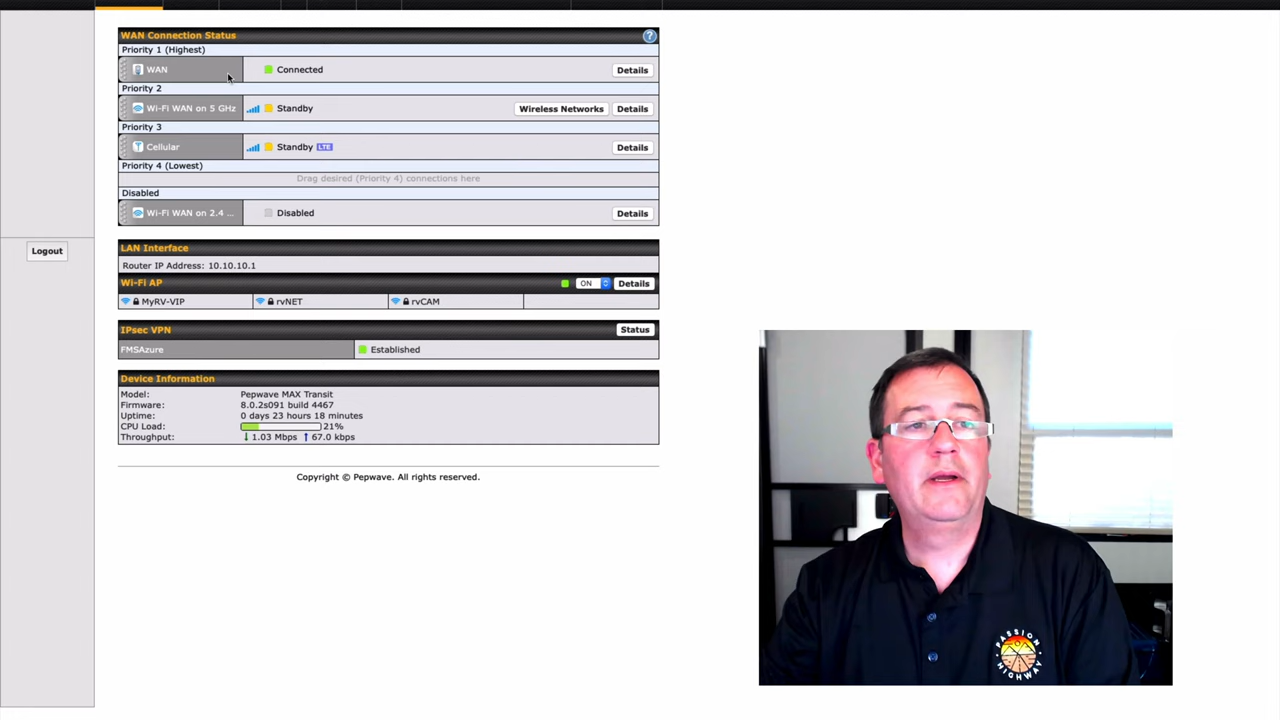 WAN Connection Status
Priority 1 (Highest)
WAN Connected Details
Priority 2
Wi-Fi WAN on 5 GHz Standby Wireless Networks Details
Priority 3
Cellular Standby LTE Details
Priority 4 (Lowest)
Drag desired (Priority 4) connections here
Disabled
Wi-Fi WAN on 2.4 ... Disabled Details
Logout
LAN Interface
Router IP Address: 10.10.10.1
Wi-Fi AP ON Details
MyRV-VIP rvNET rvCAM
IPsec VPN Status
FMSAzure Established
Device Information
Model: Pepwave MAX Transit
Firmware: 8.0.2s091 build 4467
Uptime: 0 days 23 hours 18 minutes
CPU Load: 21%
Throughput: 1.03 Mbps 67.0 kbps
Copyright © Pepwave. All rights reserved.
PASSION
HIGHWAY